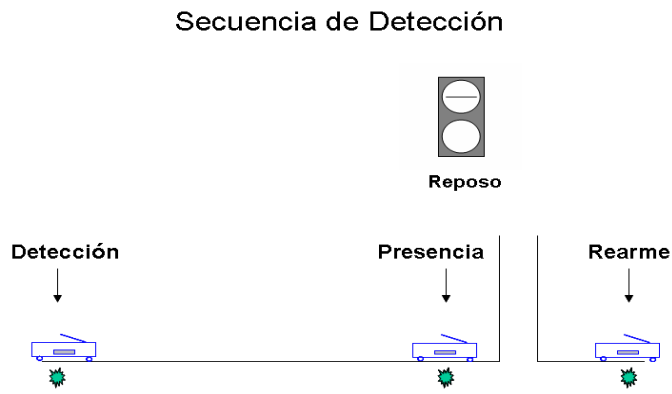 Secuencia de Detección
Reposo
Detección
Presencia
Rearme